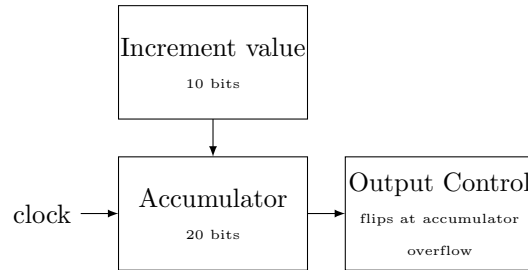 Increment value
10 bits
clock
Accumulator
20 bits
Output Control
flips at accumulator
overflow